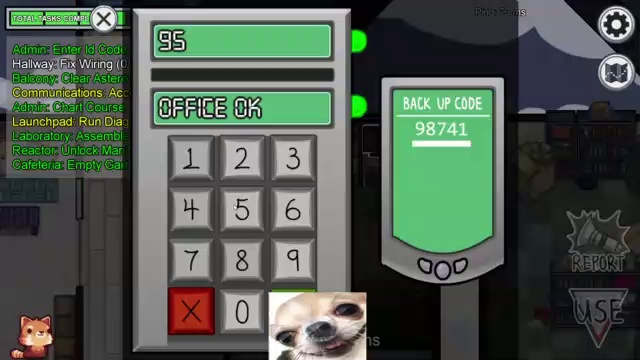 TOTAL TASKS COMPL
Admin: Enter Id Code
Hallway: Fix Wiring (0
Balcony: Clear Aster
Communications: Acc
Admin: Chart Course
Launchpad: Run Diag
Laboratory: Assemble
Reactor: Unlock Man
Cafeteria: Empty Gar
95
OFFICE OK
1 2 3
4 5 6
7 8 9
X 0
BACK UP CODE
98741
REPORT
USE